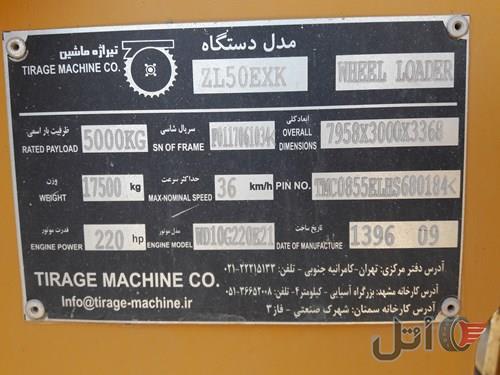 تیراژه ماشین
TIRAGE MACHINE CO.
مدل دستگاه
ZL50EXK
WHEEL LOADER
ظرفیت بار اسمی
RATED PAYLOAD
5000KG
سریال شاسی
SN OF FRAME
ابعاد کلی
OVERALL DIMENSIONS
7958X3000X3368
وزن
WEIGHT
17500 kg
حداکثر سرعت
MAX-NOMINAL SPEED
36 km/h
PIN NO.
قدرت موتور
ENGINE POWER
220 hp
مدل موتور
ENGINE MODEL
WD10G220E21
تاریخ ساخت
DATE OF MANUFACTURE
1396 09
TIRAGE MACHINE CO.
Info@tirage-machine.ir
آدرس دفتر مرکزی: تهران-کامرانیه جنوبی - تلفن: ۲۲۲۱۵۱۳۳-۰۲۱
آدرس کارخانه مشهد: بزرگراه آسیایی - کیلومتر۴ - تلفن: ۳۶۶۵۲۰۰۸-۰۵۱
آدرس کارخانه سمنان: شهرک صنعتی - فاز۳
اتل